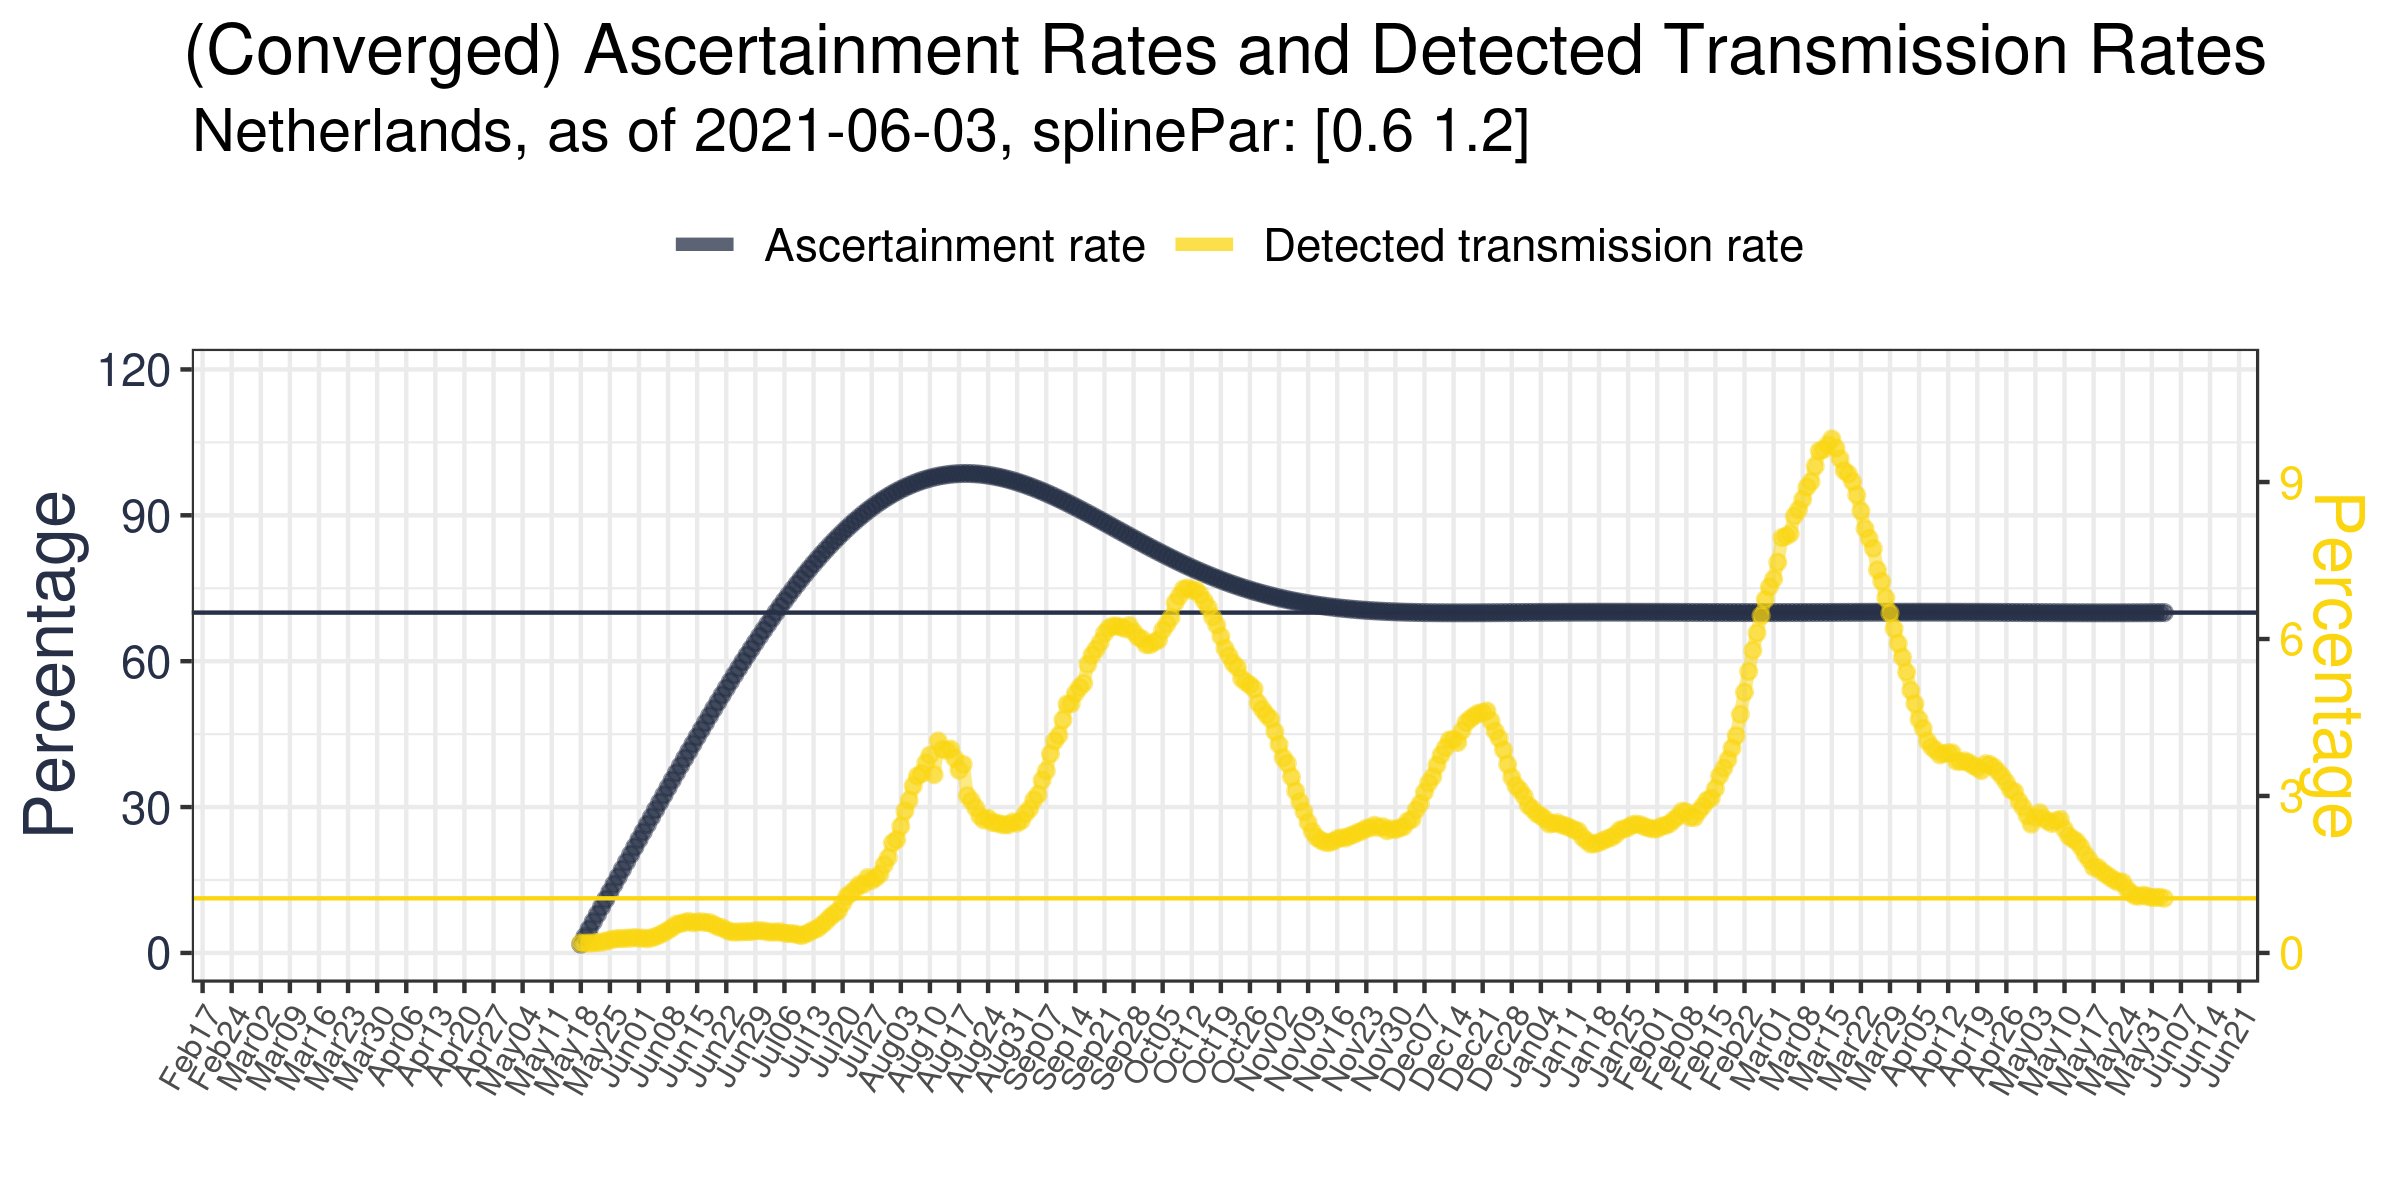 (Converged) Ascertainment Rates and Detected Transmission Rates
Netherlands, as of 2021-06-03, splinePar: [0.6 1.2]
Ascertainment rate
Detected transmission rate
Percentage
120
90
60
30
0
9
6
3
0
Percentage
Feb17
Feb24
Mar02
Mar09
Mar16
Mar23
Mar30
Apr06
Apr13
Apr20
Apr27
May04
May11
May18
May25
Jun01
Jun08
Jun15
Jun22
Jun29
Jul06
Jul13
Jul20
Jul27
Aug03
Aug10
Aug17
Aug24
Aug31
Sep07
Sep14
Sep21
Sep28
Oct05
Oct12
Oct19
Oct26
Nov02
Nov09
Nov16
Nov23
Nov30
Dec07
Dec14
Dec21
Dec28
Jan04
Jan11
Jan18
Jan25
Feb01
Feb08
Feb15
Feb22
Mar01
Mar08
Mar15
Mar22
Mar29
Apr05
Apr12
Apr19
Apr26
May03
May10
May17
May24
May31
Jun07
Jun14
Jun21